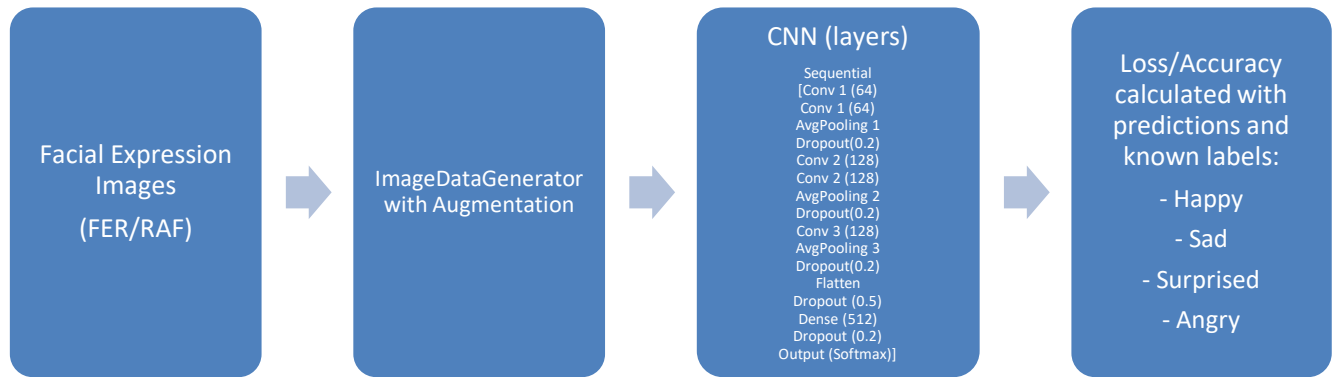 Facial Expression
Images
(FER/RAF)
ImageDataGenerator
with Augmentation
CNN (layers)
Sequential
[Conv 1 (64)
Conv 1 (64)
AvgPooling 1
Dropout(0.2)
Conv 2 (128)
Conv 2 (128)
AvgPooling 2
Dropout(0.2)
Conv 3 (128)
AvgPooling 3
Dropout(0.2)
Flatten
Dropout (0.5)
Dense (512)
Dropout (0.2)
Output (Softmax)]
Loss/Accuracy
calculated with
predictions and
known labels:
- Happy
- Sad
- Surprised
- Angry